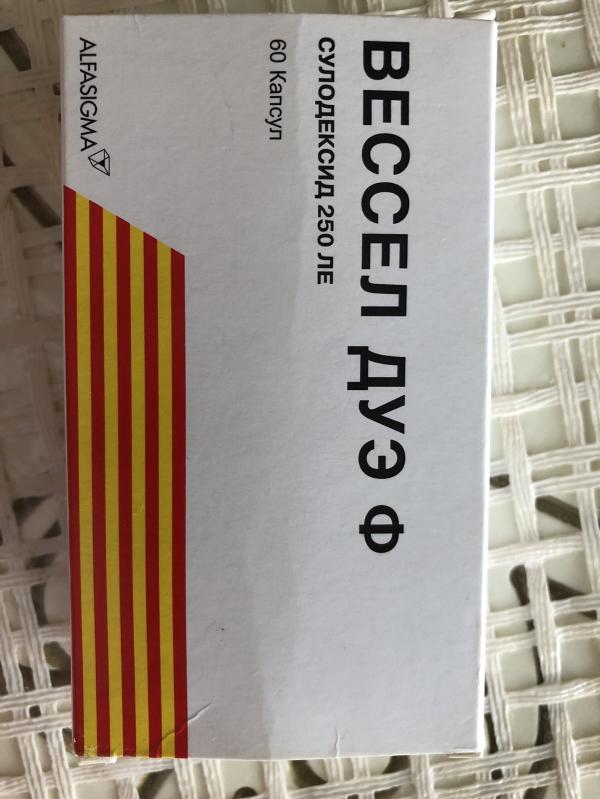 ВЕССЕЛ ДУЭ Ф
СУЛОДЕКСИД 250 ЛЕ
60 Капсул
ALFASIGMA